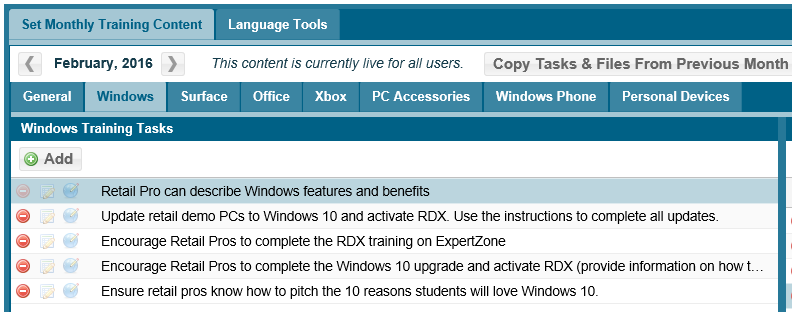 Set Monthly Training Content Language Tools
February, 2016 This content is currently live for all users. Copy Tasks & Files From Previous Month
General Windows Surface Office Xbox PC Accessories Windows Phone Personal Devices
Windows Training Tasks
Add
Retail Pro can describe Windows features and benefits
Update retail demo PCs to Windows 10 and activate RDX. Use the instructions to complete all updates.
Encourage Retail Pros to complete the RDX training on ExpertZone
Encourage Retail Pros to complete the Windows 10 upgrade and activate RDX (provide information on how t…
Ensure retail pros know how to pitch the 10 reasons students will love Windows 10.